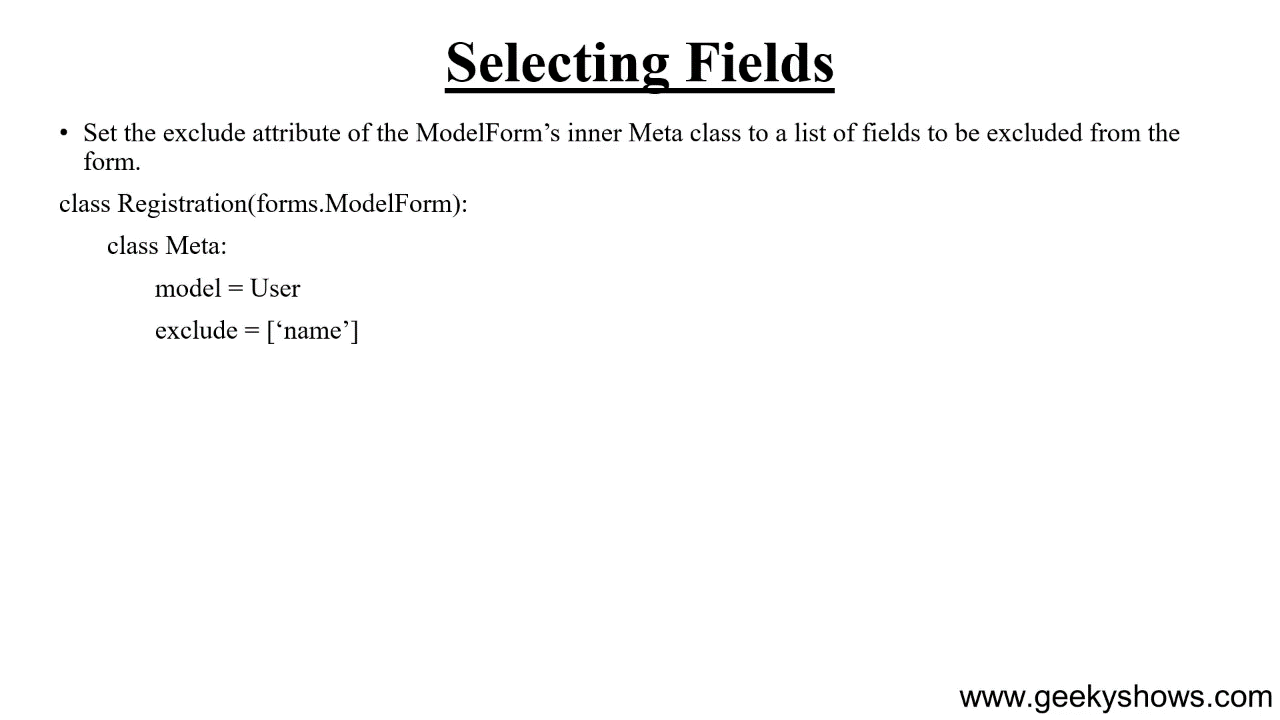 Selecting Fields
• Set the exclude attribute of the ModelForm’s inner Meta class to a list of fields to be excluded from the
form.
class Registration(forms.ModelForm):
class Meta:
model = User
exclude = [‘name’]
www.geekyshows.com